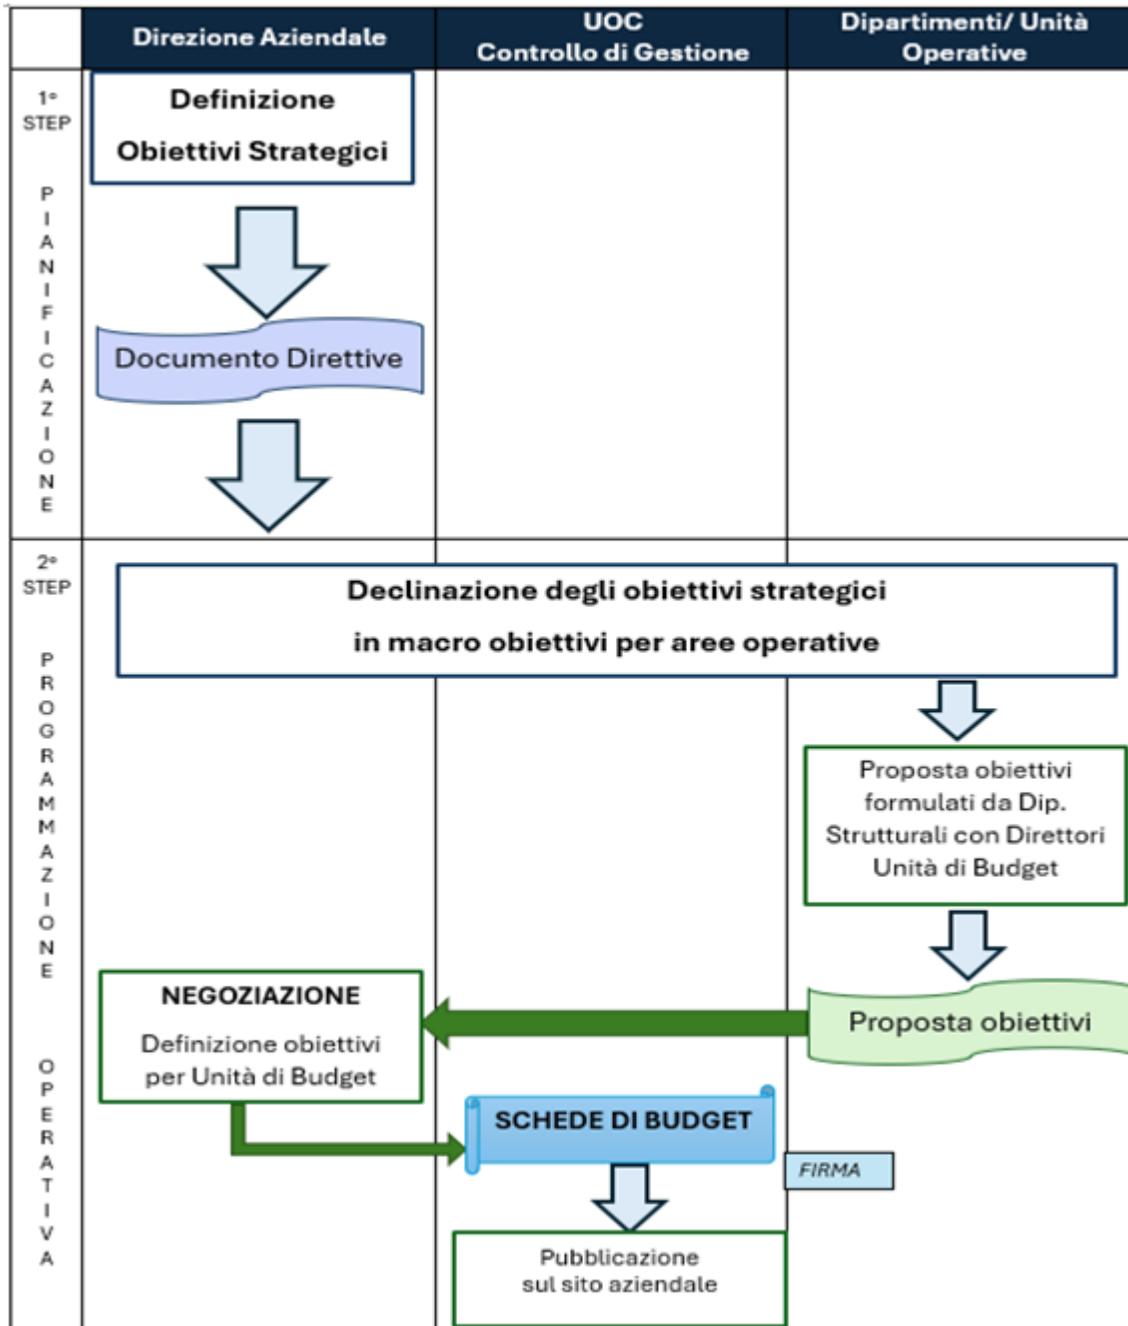 Direzione Aziendale
UOC
Controllo di Gestione
Dipartimenti/ Unità
Operative
1°
STEP
PIANIFICAZIONE
Definizione
Obiettivi Strategici
Documento Direttive
2°
STEP
PROGRAMMAZIONE
OPERATIVA
Declinazione degli obiettivi strategici
in macro obiettivi per aree operative
Proposta obiettivi
formulati da Dip.
Strutturali con Direttori
Unità di Budget
Proposta obiettivi
NEGOZIAZIONE
Definizione obiettivi
per Unità di Budget
SCHEDE DI BUDGET
FIRMA
Pubblicazione
sul sito aziendale